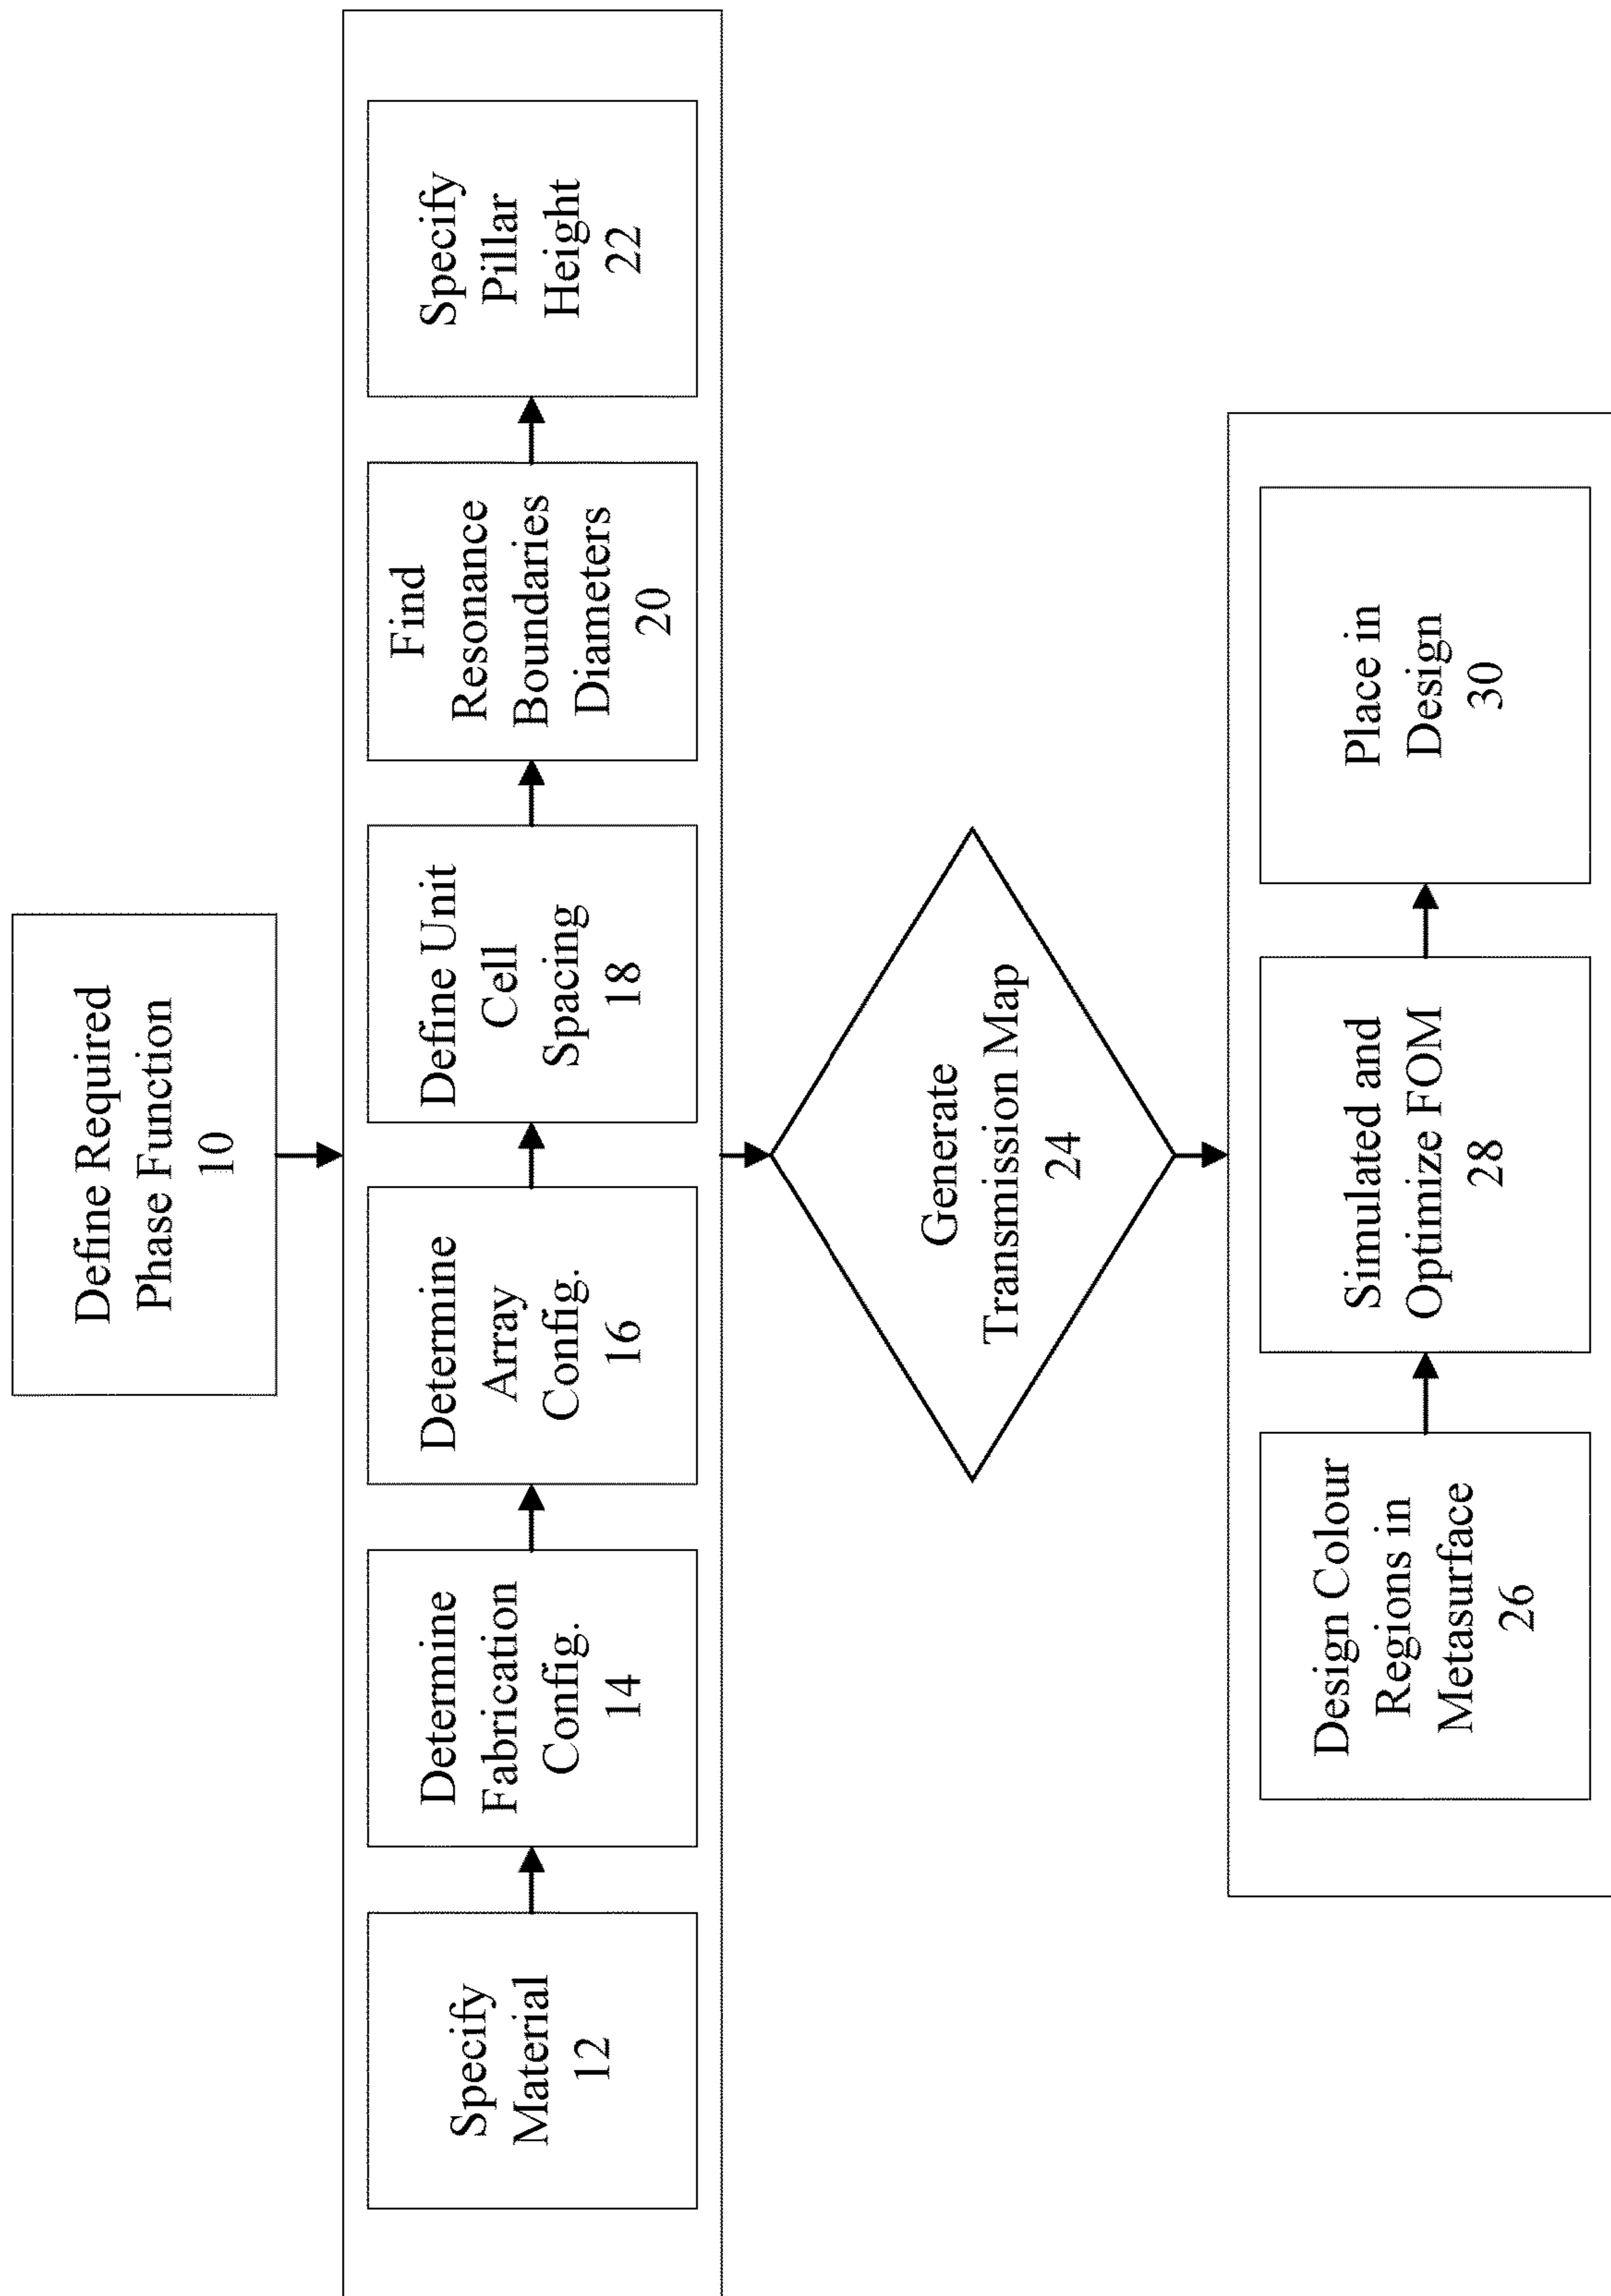 Define Required
Phase Function
10
Specify
Material
12
Determine
Fabrication
Config.
14
Determine
Array
Config.
16
Define Unit
Cell
Spacing
18
Find
Resonance
Boundaries
Diameters
20
Specify
Pillar
Height
22
Generate
Transmission Map
24
Design Colour
Regions in
Metasurface
26
Simulated and
Optimize FOM
28
Place in
Design
30